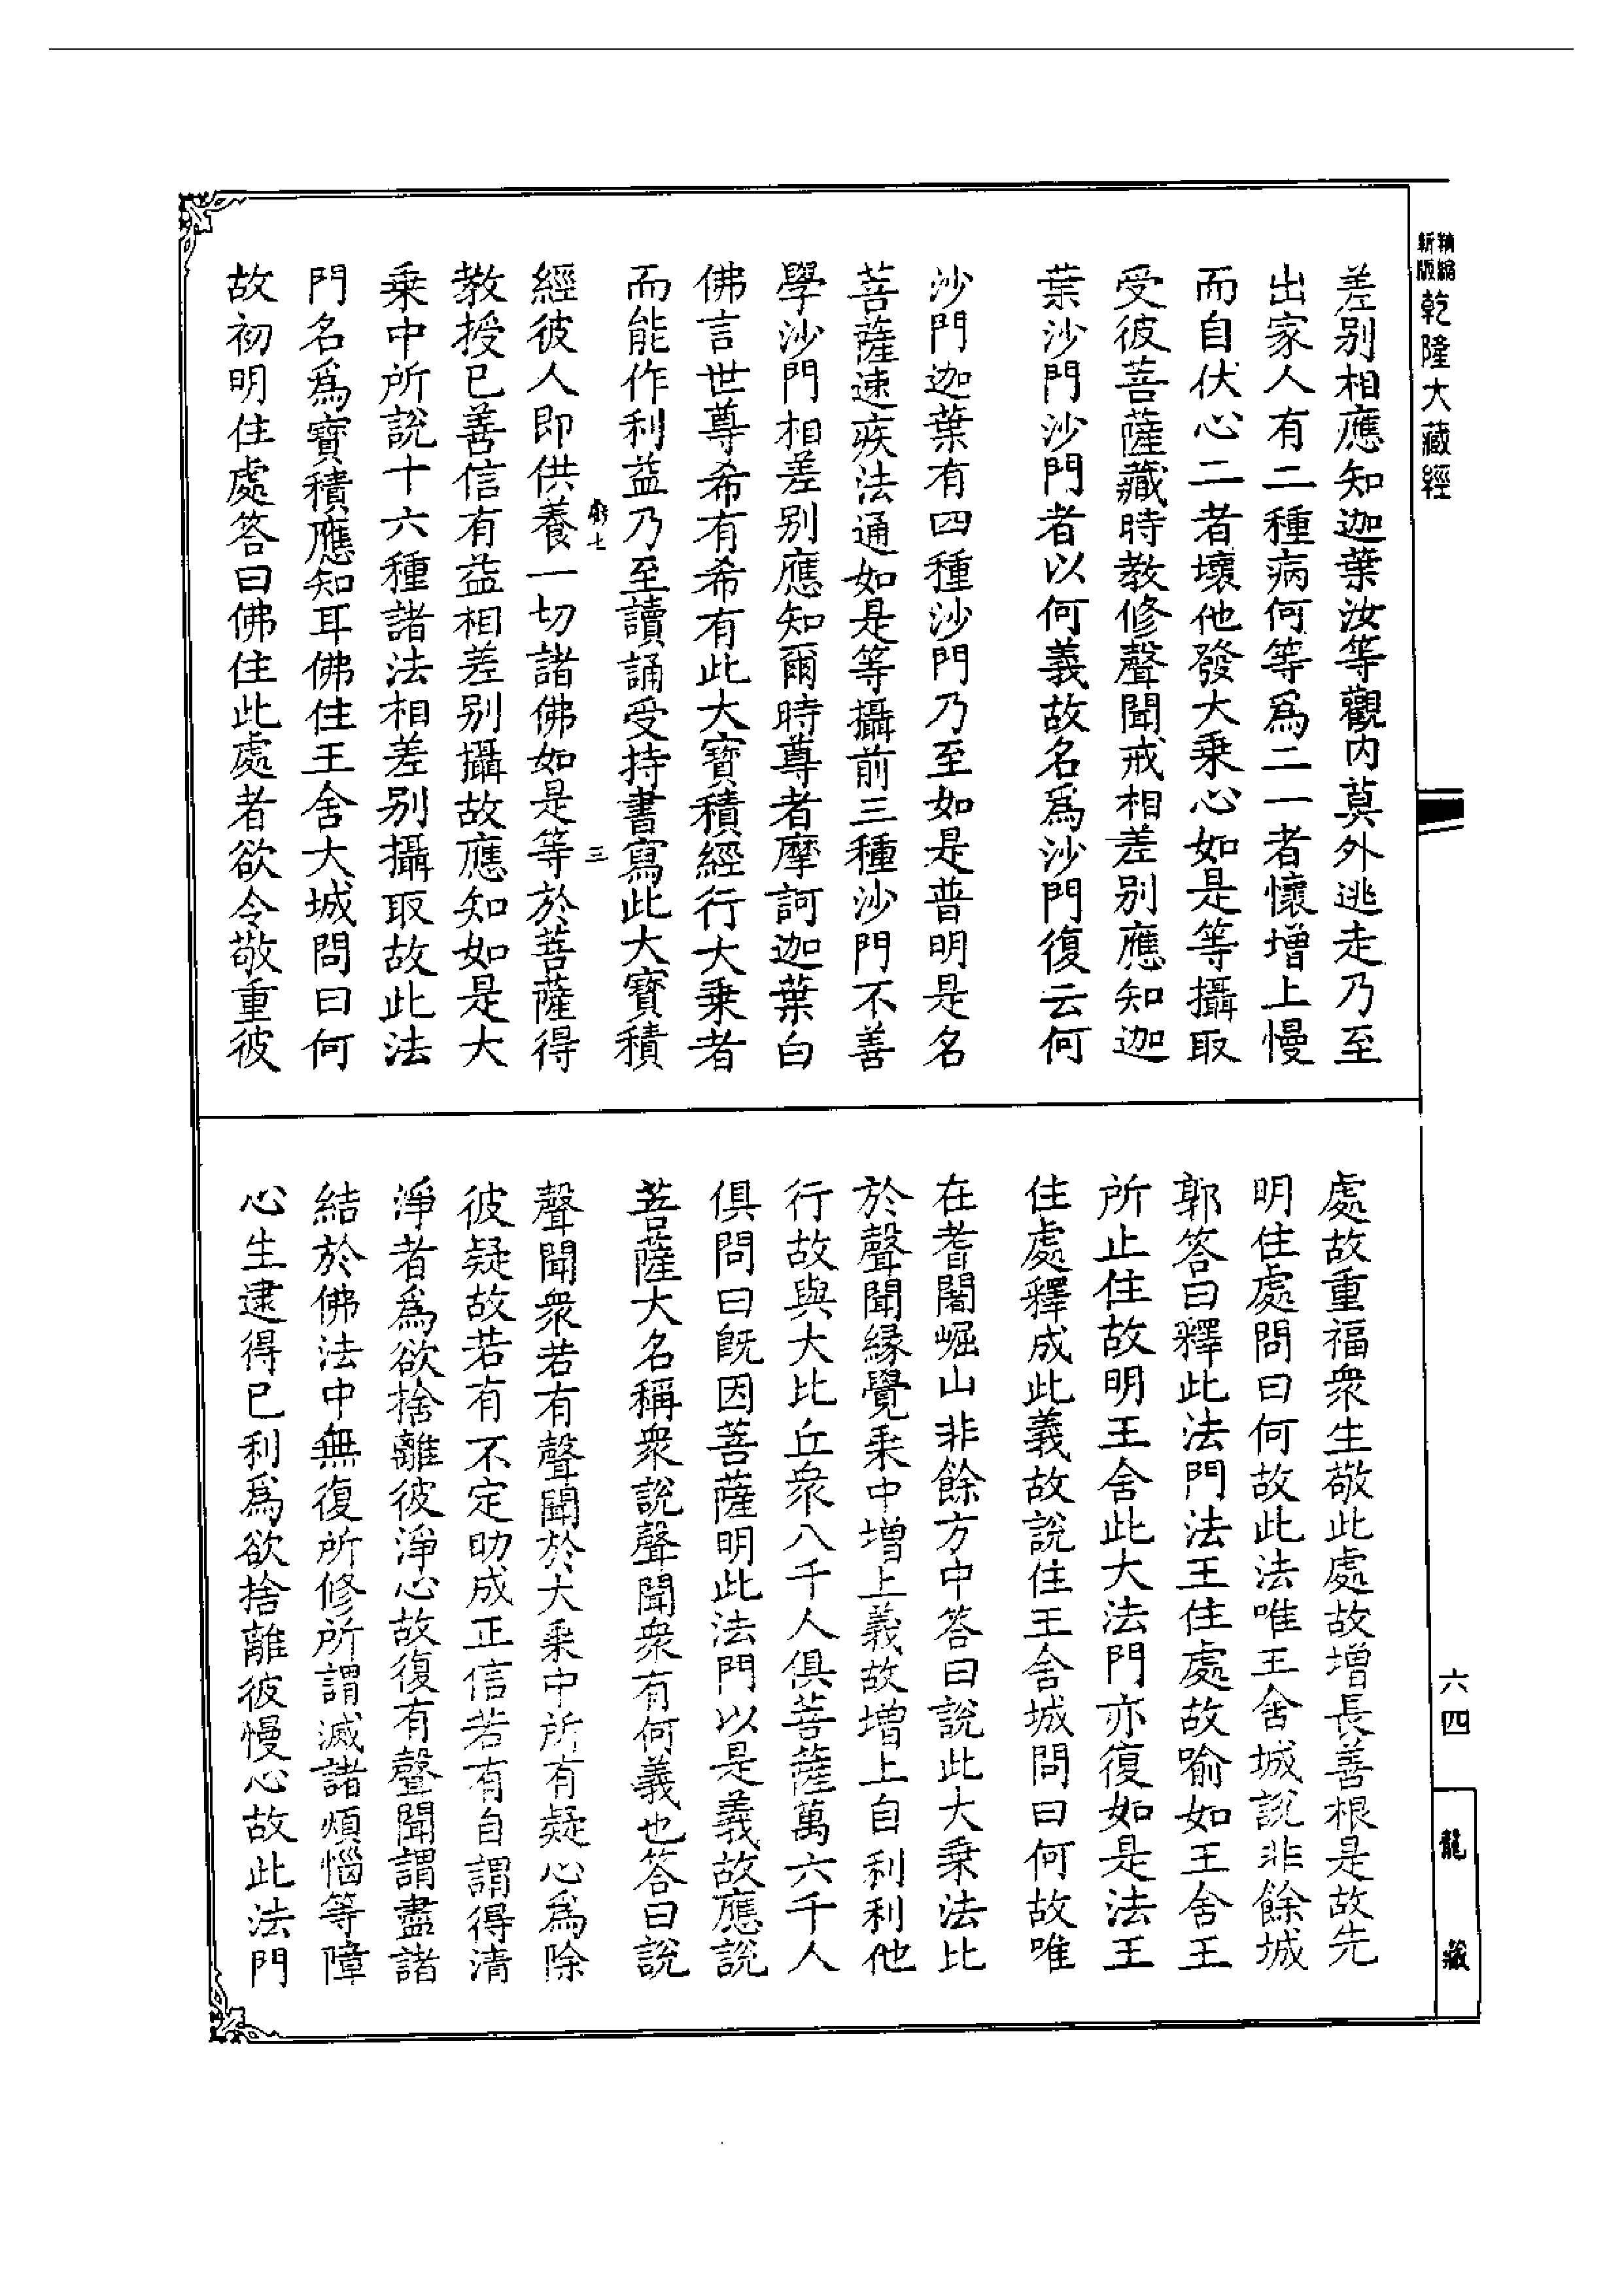 精縮新版乾隆大藏經
差别相應知迦葉汝等觀内莫外逃走乃至
出家人有二種病何等爲二一者懷增上慢
而自伏心二者壞他發大乘心如是等攝取
受彼菩薩藏時教修聲聞戒相差别應知迦
葉沙門沙門者以何義故名爲沙門復云何
沙門迦葉有四種沙門乃至如是普明是名
菩薩速疾法通如是等攝前三種沙門不善
學沙門相差别應知爾時尊者摩訶迦葉白
佛言世尊希有希有此大寶積經行大乘者
而能作利益乃至讀誦受持書寫此大寶積
三
經彼人即供養一切諸佛如是等於菩薩得
教授已善信有益相差别攝故應知如是大
乘中所說十六種諸法相差别攝取故此法
門名爲寶積應知耳佛住王舍大城問曰何
故初明住處答曰佛住此處者欲令敬重彼
處故重福衆生敬此處故增長善根是故先
明住處問曰何故此法唯王舍城説非餘城
郭答曰釋此法門法王住處故喻如王舍王
所止住故明王舍此大法門亦復如是法王
住處釋成此義故說住王舍城問曰何故唯
在耆闍崛山非餘方中答曰說此大乘法比
於聲聞緣覺乘中增上義故增上自利利他
行故與大比丘衆八千人俱菩薩萬六千人
俱問曰既因菩薩明此法門以是義故應說
菩薩大名稱衆說聲聞衆有何義也答曰說
聲聞衆若有聲聞於大乘中所有疑心爲除
彼疑故若有不定助成正信若有自謂得清
淨者爲欲捨離彼淨心故復有聲聞謂盡諸
結於佛法中無復所修所謂滅諸煩惱等障
心生逮得已利爲欲捨離彼慢心故此法門
六四
龍藏